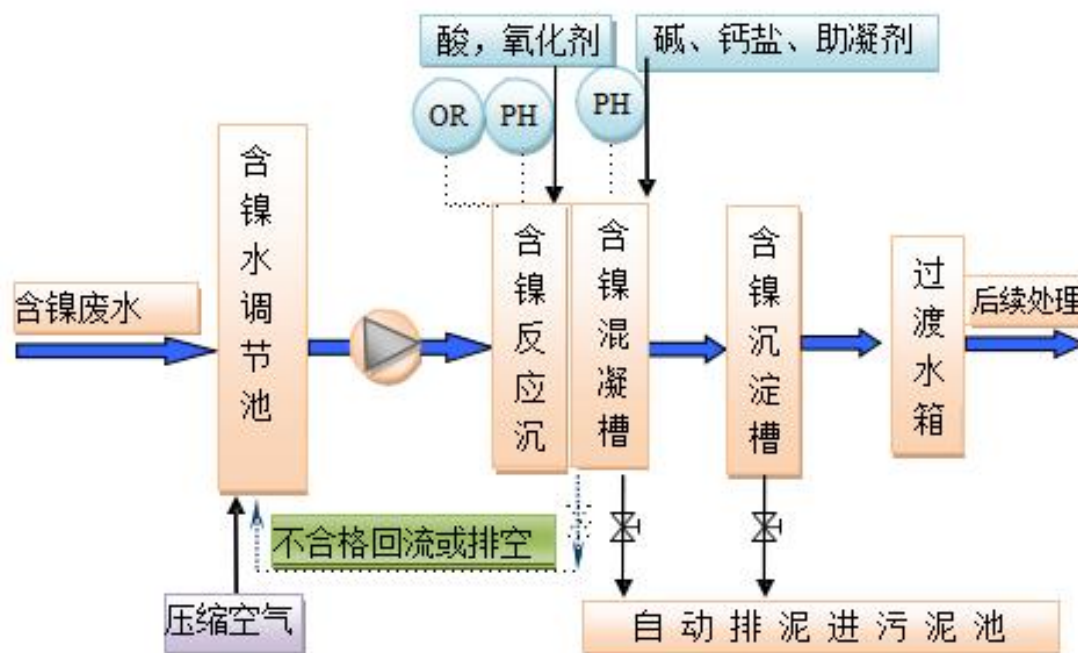 酸，氧化剂
碱、钙盐、助凝剂
OR
PH
PH
含镍废水
含镍水调节池
含镍反应沉
含镍混凝槽
含镍沉淀槽
过渡水箱
后续处理
不合格回流或排空
压缩空气
自动排泥进污泥池